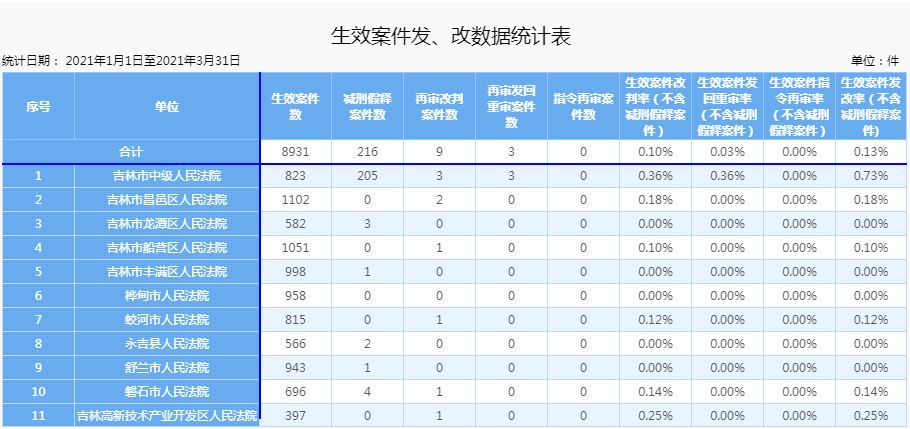 生效案件发、改数据统计表
统计日期： 2021年1月1日至2021年3月31日 单位：件
序号 单位 生效案件数 减刑假释案件数 再审改判案件数 再审发回重审案件数 指令再审案件数 生效案件改判率（不含减刑假释案件） 生效案件发回重审率（不含减刑假释案件） 生效案件指令再审率（不含减刑假释案件） 生效案件发改率（不含减刑假释案件)
合计 8931 216 9 3 0 0.10% 0.03% 0.00% 0.13%
1 吉林市中级人民法院 823 205 3 3 0 0.36% 0.36% 0.00% 0.73%
2 吉林市昌邑区人民法院 1102 0 2 0 0 0.18% 0.00% 0.00% 0.18%
3 吉林市龙潭区人民法院 582 3 0 0 0 0.00% 0.00% 0.00% 0.00%
4 吉林市船营区人民法院 1051 0 1 0 0 0.10% 0.00% 0.00% 0.10%
5 吉林市丰满区人民法院 998 1 0 0 0 0.00% 0.00% 0.00% 0.00%
6 桦甸市人民法院 958 0 0 0 0 0.00% 0.00% 0.00% 0.00%
7 蛟河市人民法院 815 0 1 0 0 0.12% 0.00% 0.00% 0.12%
8 永吉县人民法院 566 2 0 0 0 0.00% 0.00% 0.00% 0.00%
9 舒兰市人民法院 943 1 0 0 0 0.00% 0.00% 0.00% 0.00%
10 磐石市人民法院 696 4 1 0 0 0.14% 0.00% 0.00% 0.14%
11 吉林高新技术产业开发区人民法院 397 0 1 0 0 0.25% 0.00% 0.00% 0.25%